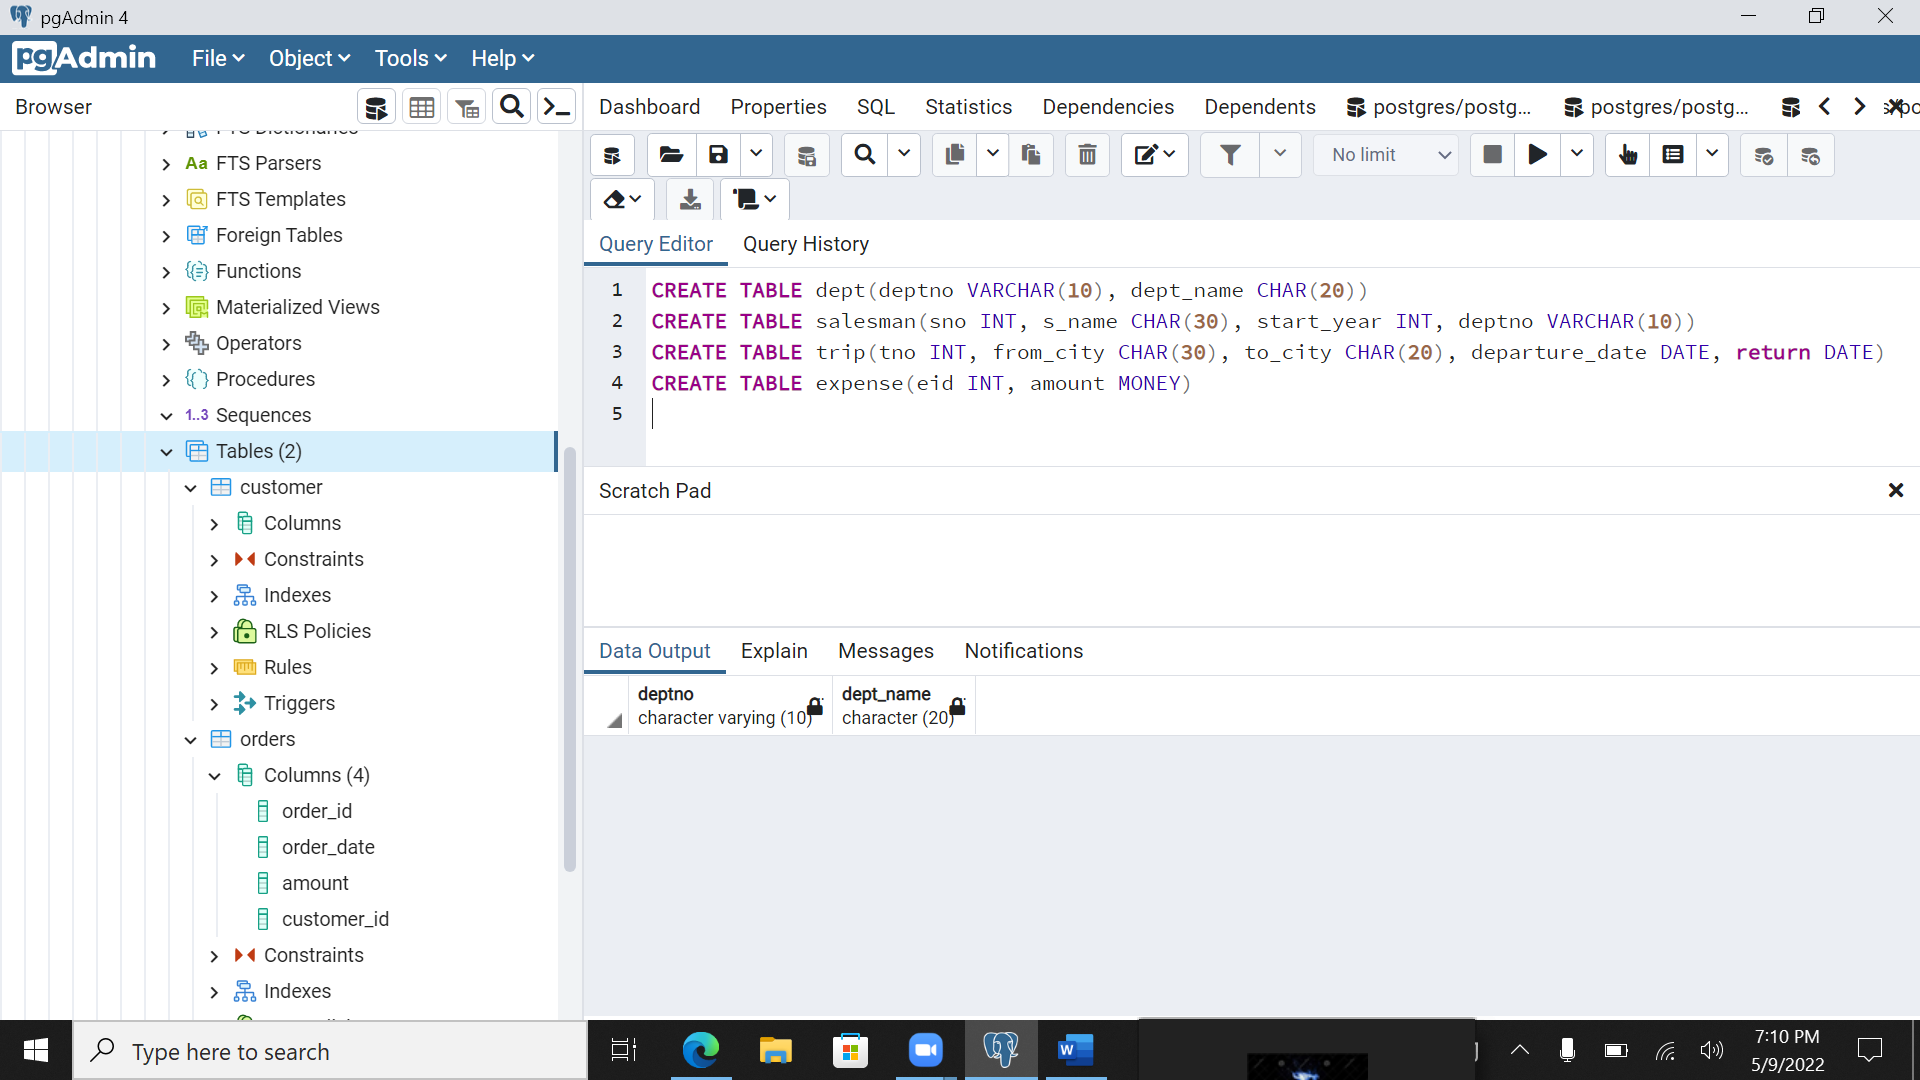 pgAdmin 4
pgAdmin File Object Tools Help
Browser
Dashboard Properties SQL Statistics Dependencies Dependents postgres/postg... postgres/postg...
FTS Dictionaries
Aa FTS Parsers
FTS Templates
Foreign Tables
Functions
Materialized Views
Operators
Procedures
1..3 Sequences
Tables (2)
customer
Columns
Constraints
Indexes
RLS Policies
Rules
Triggers
orders
Columns (4)
order_id
order_date
amount
customer_id
Constraints
Indexes
No limit
Query Editor Query History
1 CREATE TABLE dept(deptno VARCHAR(10), dept_name CHAR(20))
2 CREATE TABLE salesman(sno INT, s_name CHAR(30), start_year INT, deptno VARCHAR(10))
3 CREATE TABLE trip(tno INT, from_city CHAR(30), to_city CHAR(20), departure_date DATE, return DATE)
4 CREATE TABLE expense(eid INT, amount MONEY)
5
Scratch Pad
Data Output Explain Messages Notifications
deptno
character varying (10)
dept_name
character (20)
Type here to search
W
7:10 PM
5/9/2022